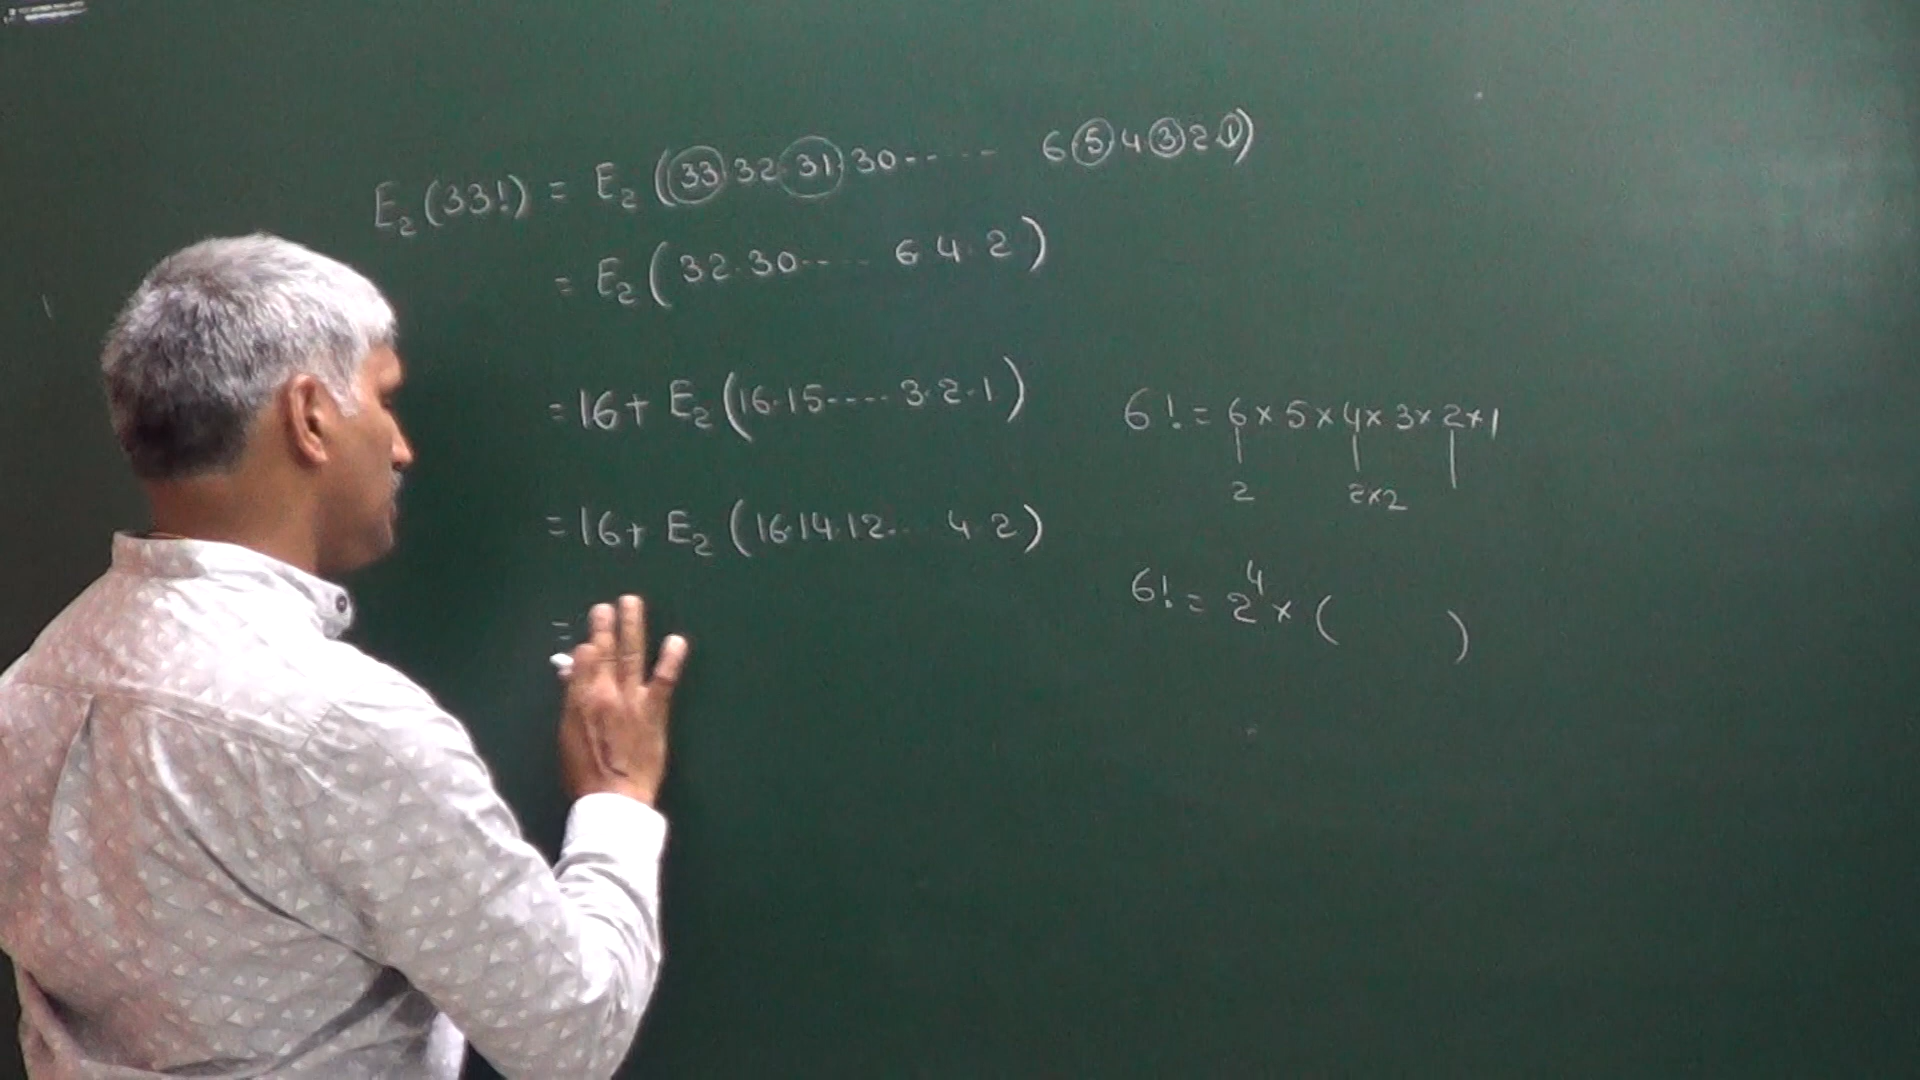 E₂(33!) = E₂(33·32·31·30----- 6 5 4 3 2 1)
= E₂(32·30---- 6·4·2)
= 16 + E₂(16·15---- 3·2·1)
= 16 + E₂(16·14·12-- 4·2)
=
6! = 6×5×4×3×2×1
2 2×2
6! = 2⁴×( )